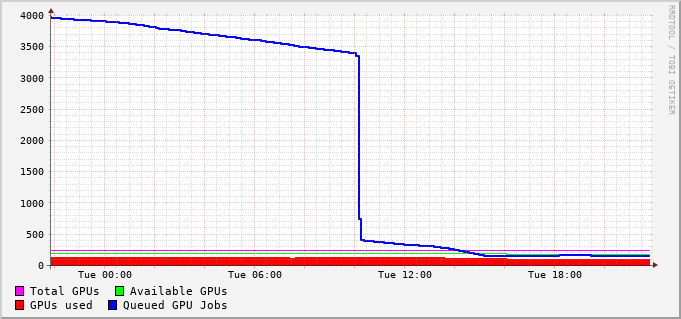 4000
3500
3000
2500
2000
1500
1000
500
0
Tue 00:00 Tue 06:00 Tue 12:00 Tue 18:00
Total GPUs Available GPUs
GPUs used Queued GPU Jobs
RRDTOOL / TOBI OETIKER